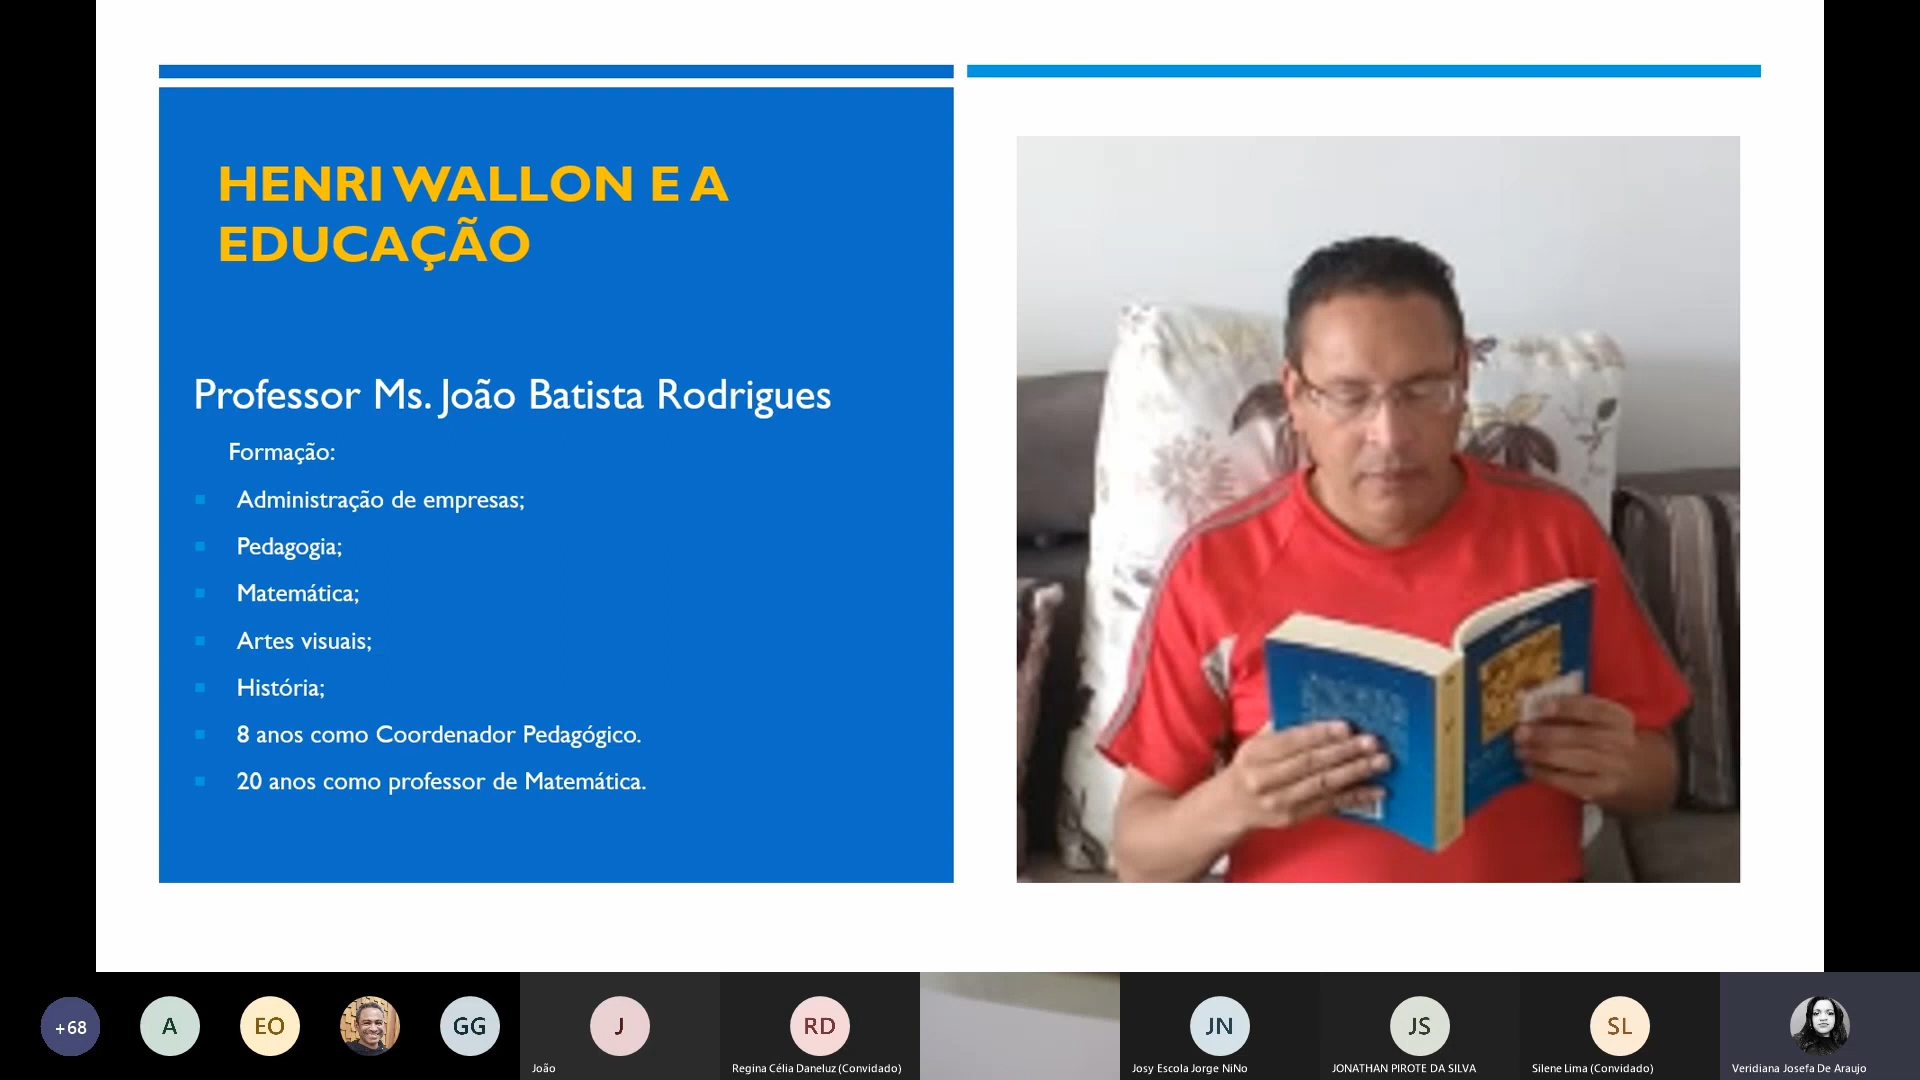 HENRI WALLON E A
EDUCAÇÃO
Professor Ms. João Batista Rodrigues
Formação:
Administração de empresas;
Pedagogia;
Matemática;
Artes visuais;
História;
8 anos como Coordenador Pedagógico.
20 anos como professor de Matemática.
+68
A
EO
GG
J
João
RD
Regina Célia Daneluz (Convidado)
JN
Josy Escola Jorge NiNo
JS
JONATHAN PIROTE DA SILVA
SL
Silene Lima (Convidado)
Veridiana Josefa De Araujo